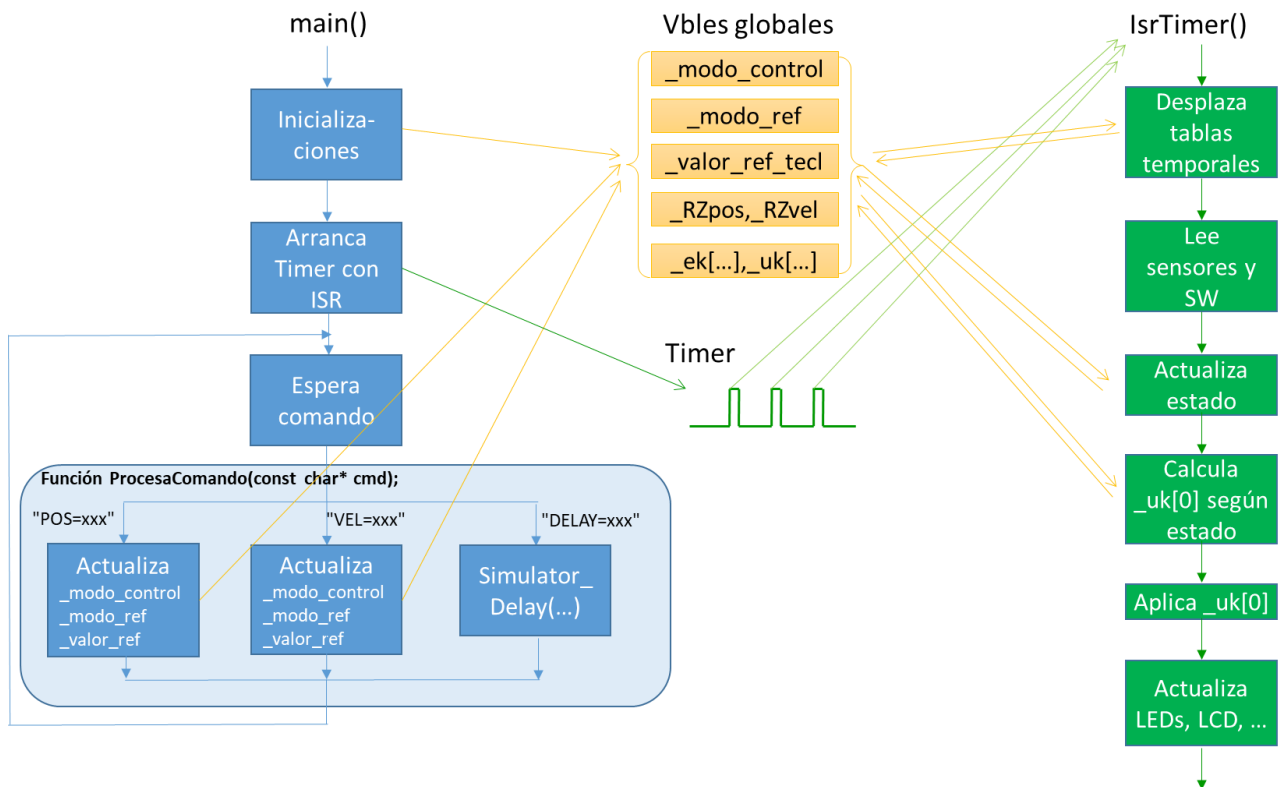 main()
Inicializa-
ciones
Arranca
Timer con
ISR
Espera
comando
Función ProcesaComando(const char* cmd);
"POS=xxx"
"VEL=xxx"
"DELAY=xxx"
Actualiza
_modo_control
_modo_ref
_valor_ref
Actualiza
_modo_control
_modo_ref
_valor_ref
Simulator_
Delay(...)
Vbles globales
_modo_control
_modo_ref
_valor_ref_tecl
_RZpos,_RZvel
_ek[...],_uk[...]
Timer
IsrTimer()
Desplaza
tablas
temporales
Lee
sensores y
SW
Actualiza
estado
Calcula
_uk[0] según
estado
Aplica _uk[0]
Actualiza
LEDs, LCD, ...